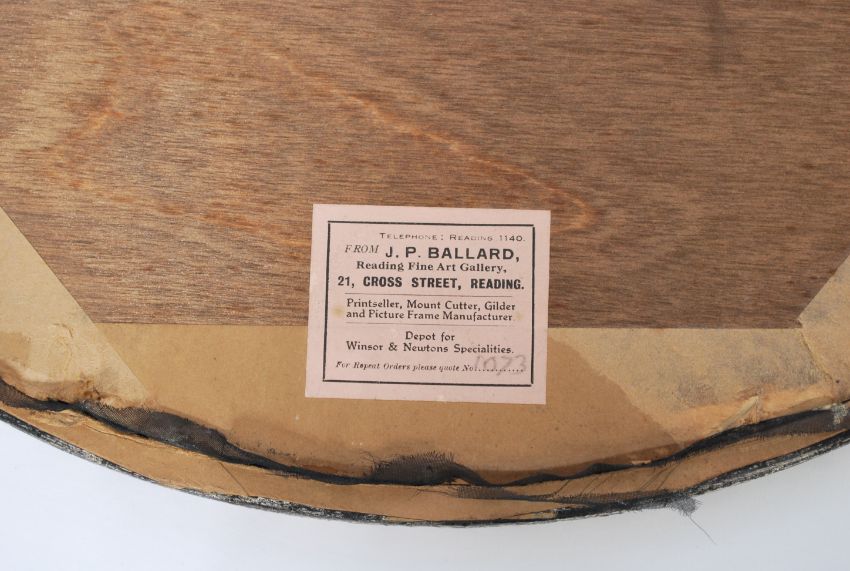 TELEPHONE: READING 1140.
FROM J. P. BALLARD,
Reading Fine Art Gallery,
21, CROSS STREET, READING.
Printseller, Mount Cutter, Gilder
and Picture Frame Manufacturer.
Depot for
Winsor & Newtons Specialities.
For Repeat Orders please quote No.